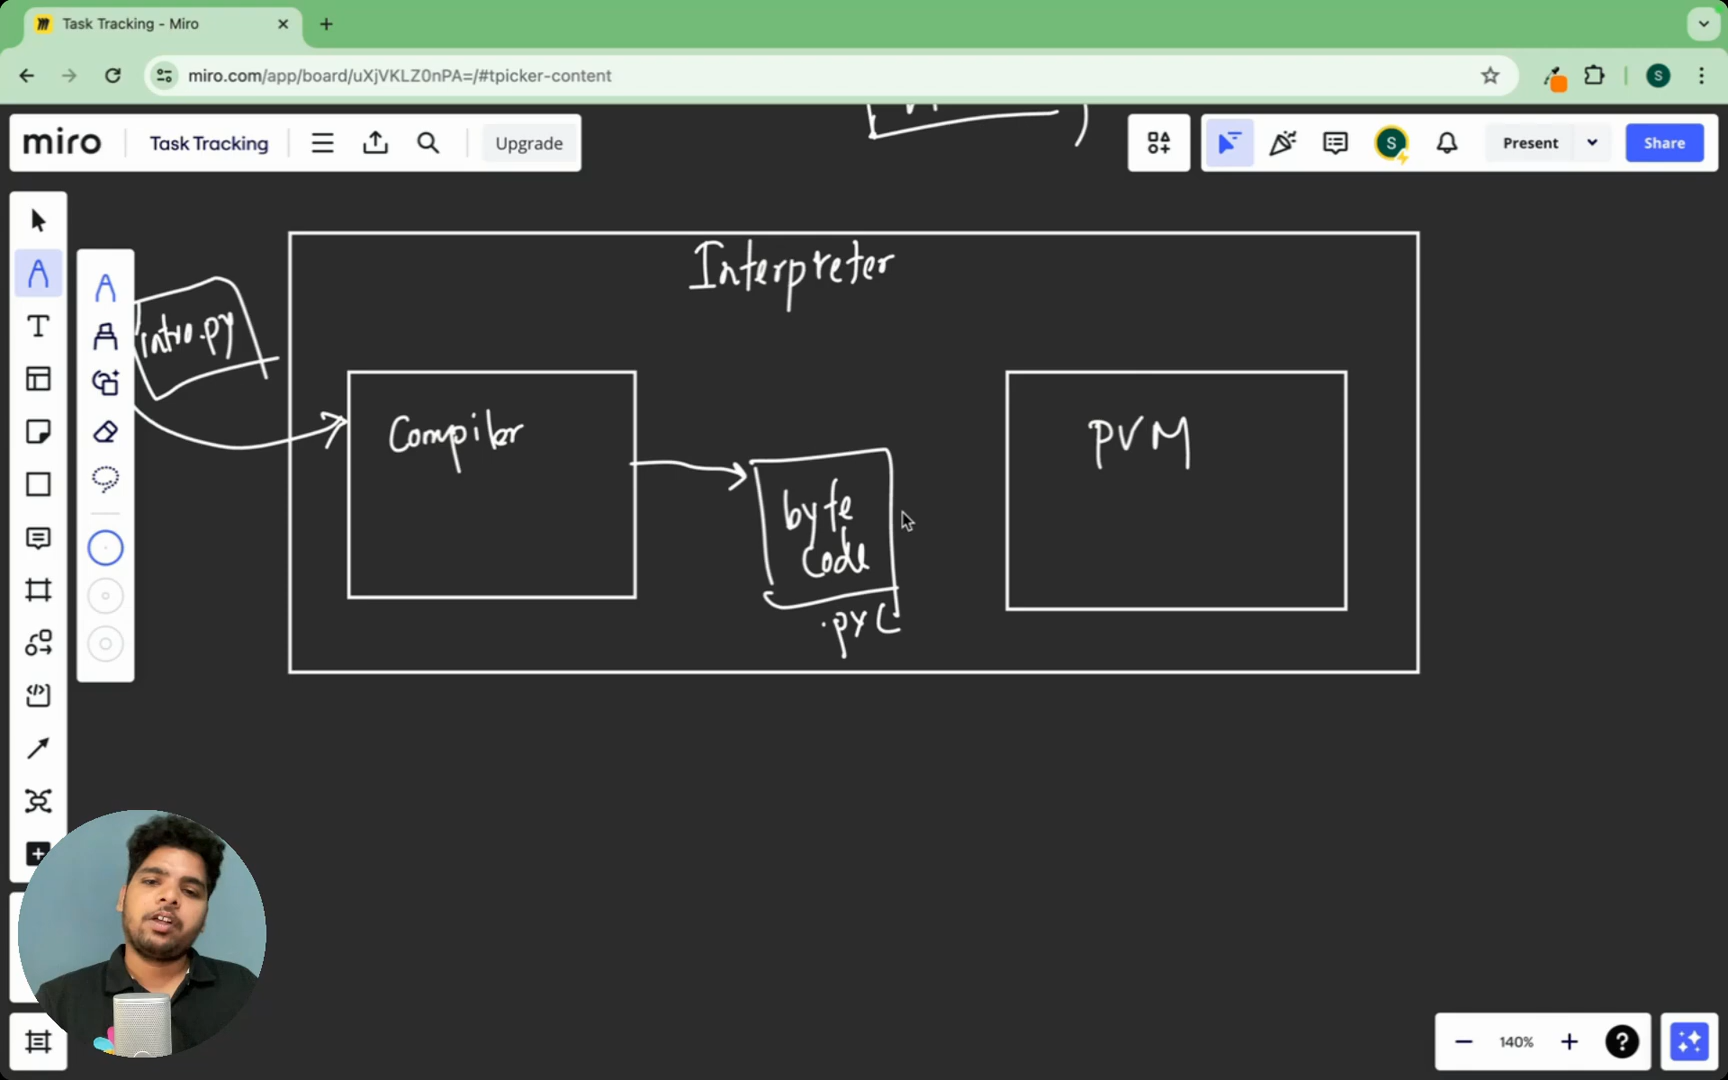 Task Tracking - Miro
miro.com/app/board/uXjVKLZ0nPA=/#tpicker-content
miro
Task Tracking
Upgrade
S
S
Present
Share
Interpreter
intro.py
Compiler
PVM
byte
code
.pyc
140%